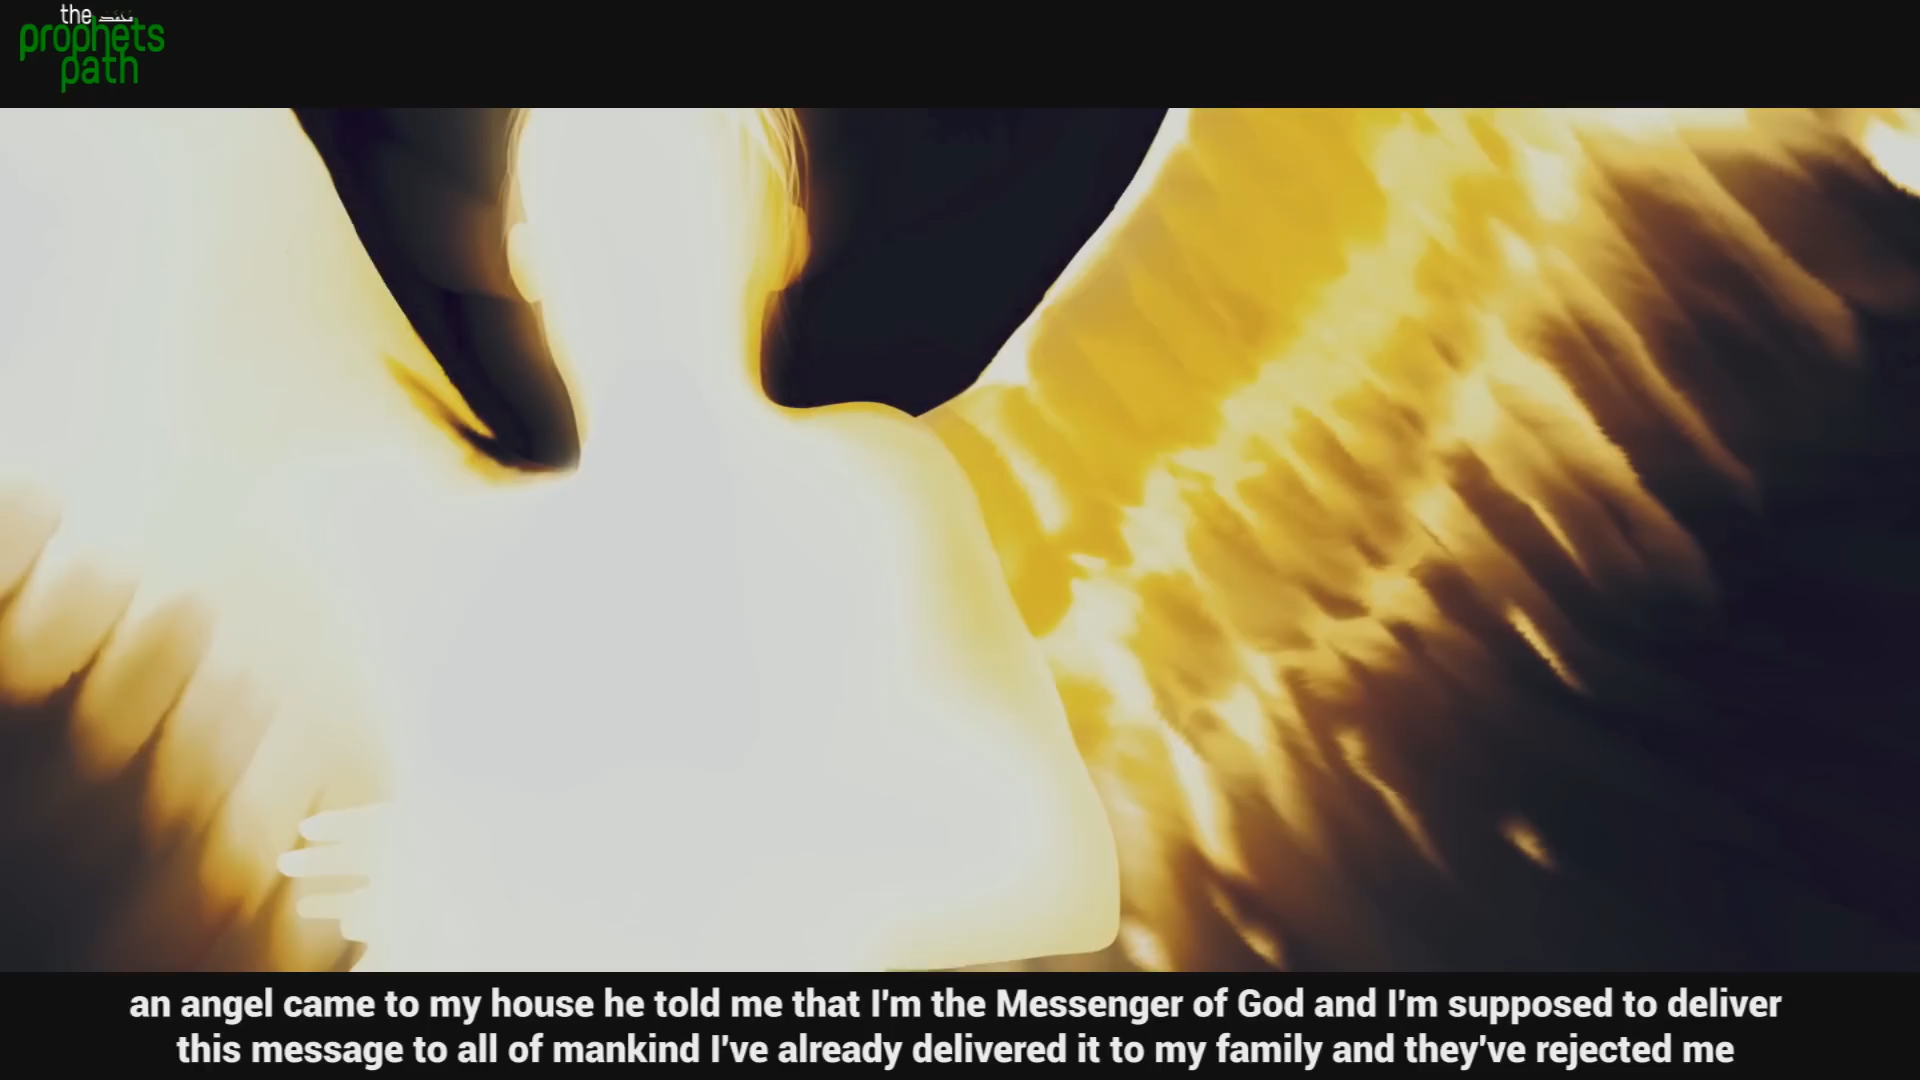 the
prophets
path
an angel came to my house he told me that I'm the Messenger of God and I'm supposed to deliver
this message to all of mankind I've already delivered it to my family and they've rejected me